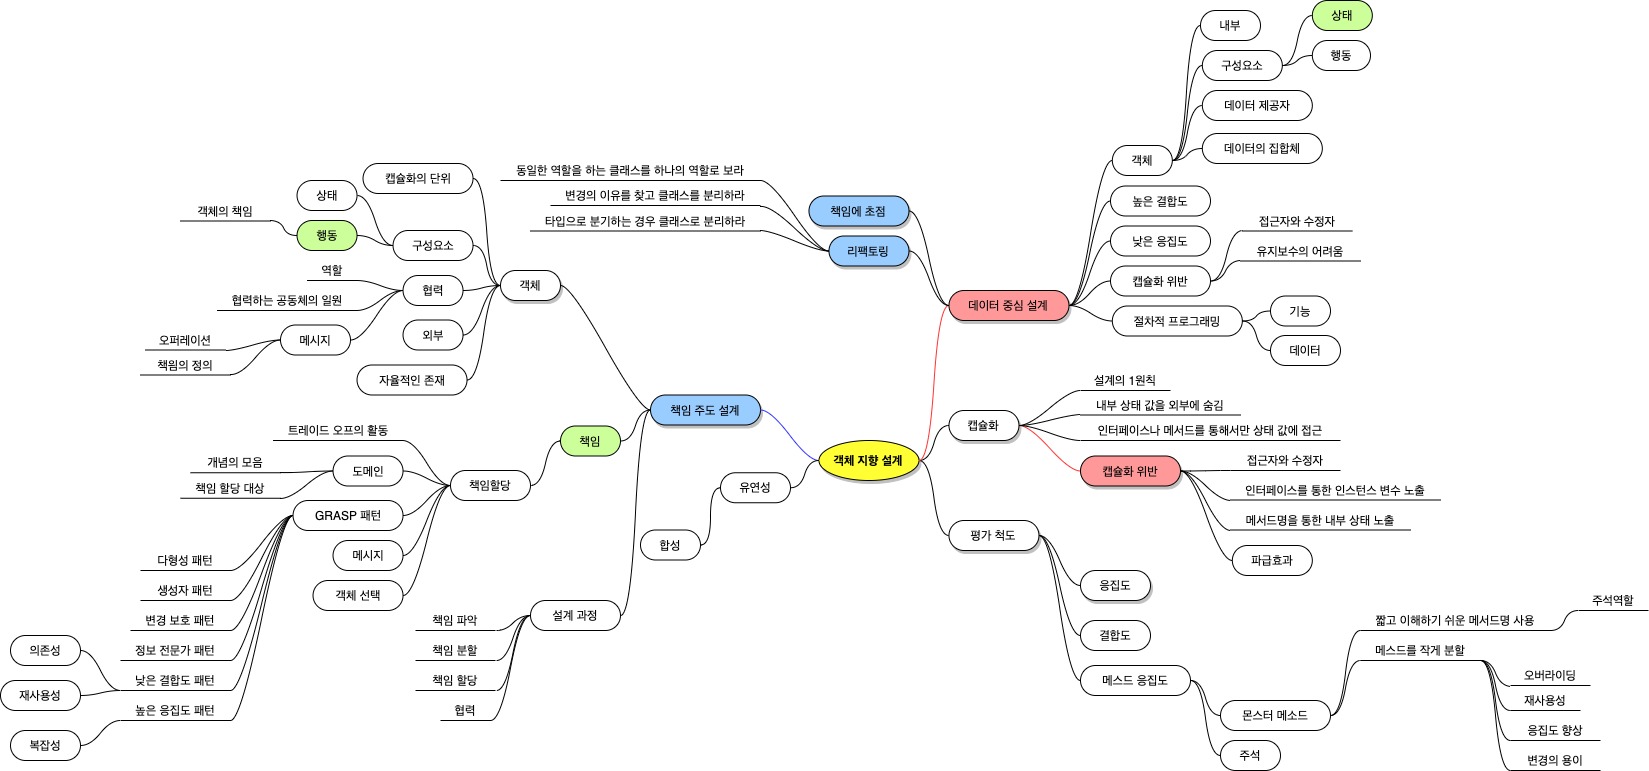 객체 지향 설계
책임 주도 설계
객체
캡슐화의 단위
구성요소
상태
행동
객체의 책임
협력
역할
협력하는 공동체의 일원
메시지
오퍼레이션
책읨의 정의
외부
자율적인 존재
책임
책임할당
트레이드 오프의 활동
도메인
개념의 모음
책임 할당 대상
GRASP 패턴
다형성 패턴
생성자 패턴
변경 보호 패턴
정보 전문가 패턴
낮은 결합도 패턴
의존성
재사용성
높은 응집도 패턴
복잡성
메시지
객체 선택
설계 과정
책임 파악
책임 분할
책임 할당
협력
유연성
합성
데이터 중심 설계
책임에 초점
리팩토링
동일한 역할을 하는 클래스를 하나의 역할로 보라
변경의 이유를 찾고 클래스를 분리하라
타입으로 분기하는 경우 클래스로 분리하라
객체
내부
구성요소
상태
행동
데이터 제공자
데이터의 집합체
높은 결합도
낮은 응집도
캡슐화 위반
접근자와 수정자
유지보수의 어려움
절차적 프로그래밍
기능
데이터
캡슐화
설계의 1원칙
내부 상태 값을 외부에 숨김
인터페이스나 메서드를 통해서만 상태 값에 접근
캡슐화 위반
접근자와 수정자
인터페이스를 통한 인스턴스 변수 노출
메서드명을 통한 내부 상태 노출
파급효과
평가 척도
응집도
결합도
메스드 응집도
몬스터 메소드
짧고 이해하기 쉬운 메서드명 사용
주석역할
메스드를 작게 분할
오버라이딩
재사용성
응집도 향상
변경의 용이
주석